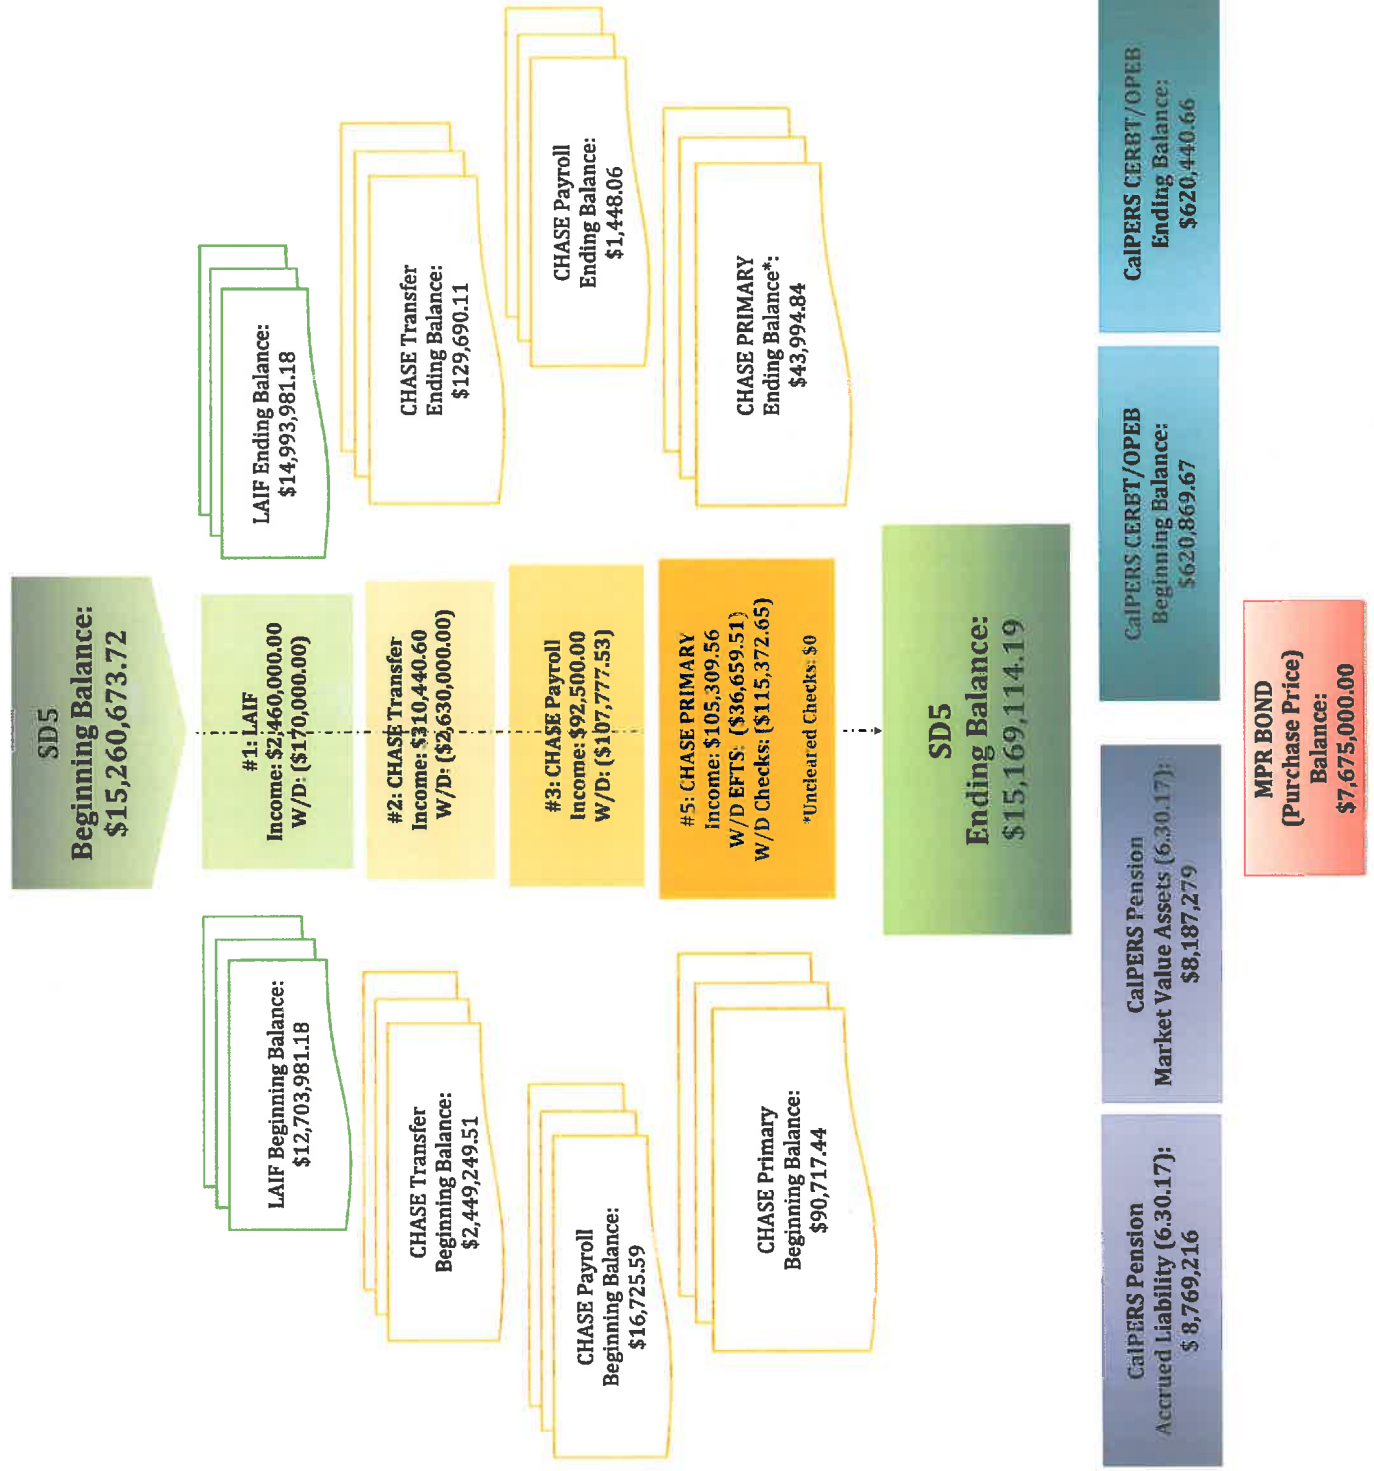 SD5
Beginning Balance:
$15,260,673.72
LAIF Beginning Balance:
$12,703,981.18
#1: LAIF
Income: $2,460,000.00
W/D: ($170,000.00)
LAIF Ending Balance:
$14,993,981.18
CHASE Transfer
Beginning Balance:
$2,449,249.51
#2: CHASE Transfer
Income: $310,440.60
W/D: ($2,630,000.00)
CHASE Transfer
Ending Balance:
$129,690.11
CHASE Payroll
Beginning Balance:
$16,725.59
#3: CHASE Payroll
Income: $92,500.00
W/D: ($107,777.53)
CHASE Payroll
Ending Balance:
$1,448.06
CHASE Primary
Beginning Balance:
$90,717.44
#5: CHASE PRIMARY
Income: $105,309.56
W/D EFTS: ($36,659.51)
W/D Checks: ($115,372.65)
*Uncleared Checks: $0
CHASE PRIMARY
Ending Balance*:
$43,994.84
SD5
Ending Balance:
$15,169,114.19
CalPERS Pension
Accrued Liability (6.30.17):
$ 8,769,216
CalPERS Pension
Market Value Assets (6.30.17):
$8,187,279
CalPERS CERBT/OPEB
Beginning Balance:
$620,869.67
CalPERS CERBT/OPEB
Ending Balance:
$620,440.66
MPR BOND
(Purchase Price)
Balance:
$7,675,000.00